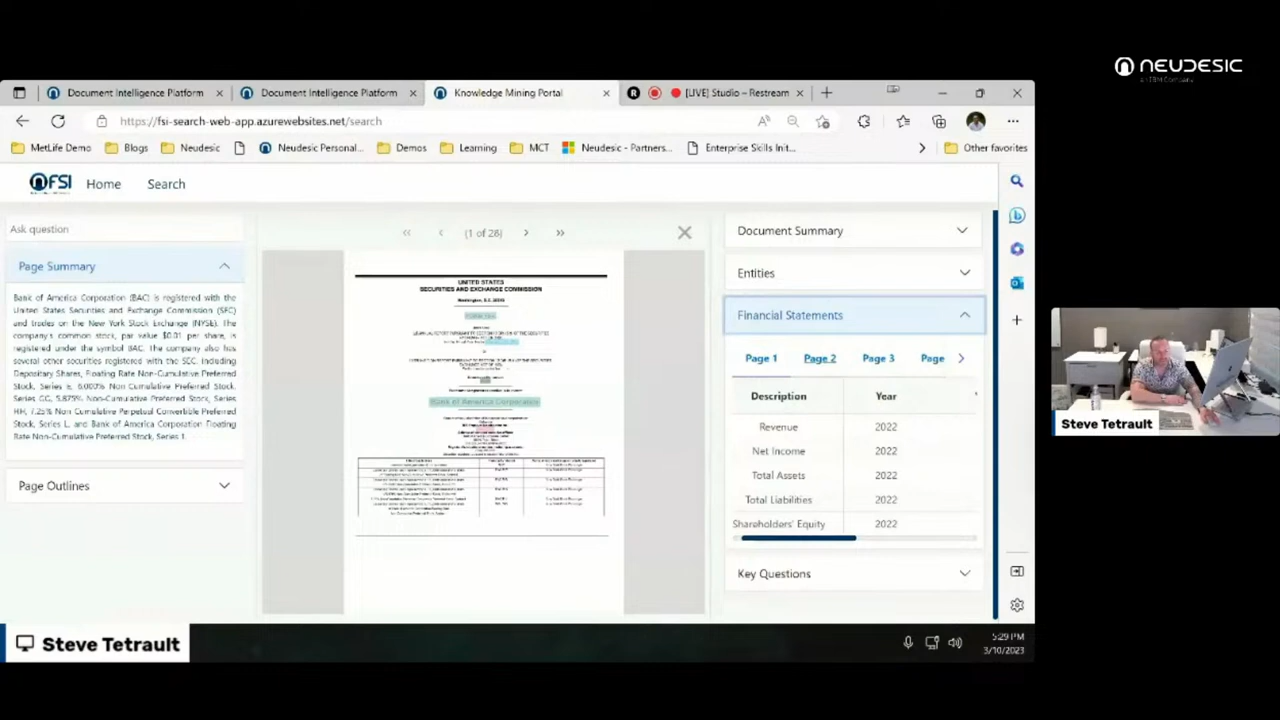 NEUDESIC
an IBM Company
Document Intelligence Platform
Document Intelligence Platform
Knowledge Mining Portal
[LIVE] Studio – Restream
https://fsi-search-web-app.azurewebsites.net/search
MetLife Demo
Blogs
Neudesic
Neudesic Personal...
Demos
Learning
MCT
Neudesic - Partners...
Enterprise Skills Init...
Other favorites
FSI
Home
Search
Ask question
Page Summary
Bank of America Corporation (BAC) is registered with the
United States Securities and Exchange Commission (SEC)
and trades on the New York Stock Exchange (NYSE). The
company's common stock, par value $0.01 per share, is
registered under the symbol BAC. The company also has
several other securities registered with the SEC, including
Depositary Shares, Floating Rate Non-Cumulative Preferred
Stock, Series E, 6.000% Non Cumulative Preferred Stock,
Series GG, 5.875% Non-Cumulative Preferred Stock, Series
HH, 7.25% Non Cumulative Perpetual Convertible Preferred
Stock, Series L, and Bank of America Corporation Floating
Rate Non-Cumulative Preferred Stock, Series 1.
Page Outlines
(1 of 28)
UNITED STATES
SECURITIES AND EXCHANGE COMMISSION
Washington, D.C. 20549
Bank of America Corporation
Document Summary
Entities
Financial Statements
Page 1
Page 2
Page 3
Page
Description
Year
Revenue
2022
Net Income
2022
Total Assets
2022
Total Liabilities
2022
Shareholders' Equity
2022
Key Questions
Steve Tetrault
Steve Tetrault
5:29 PM
3/10/2023